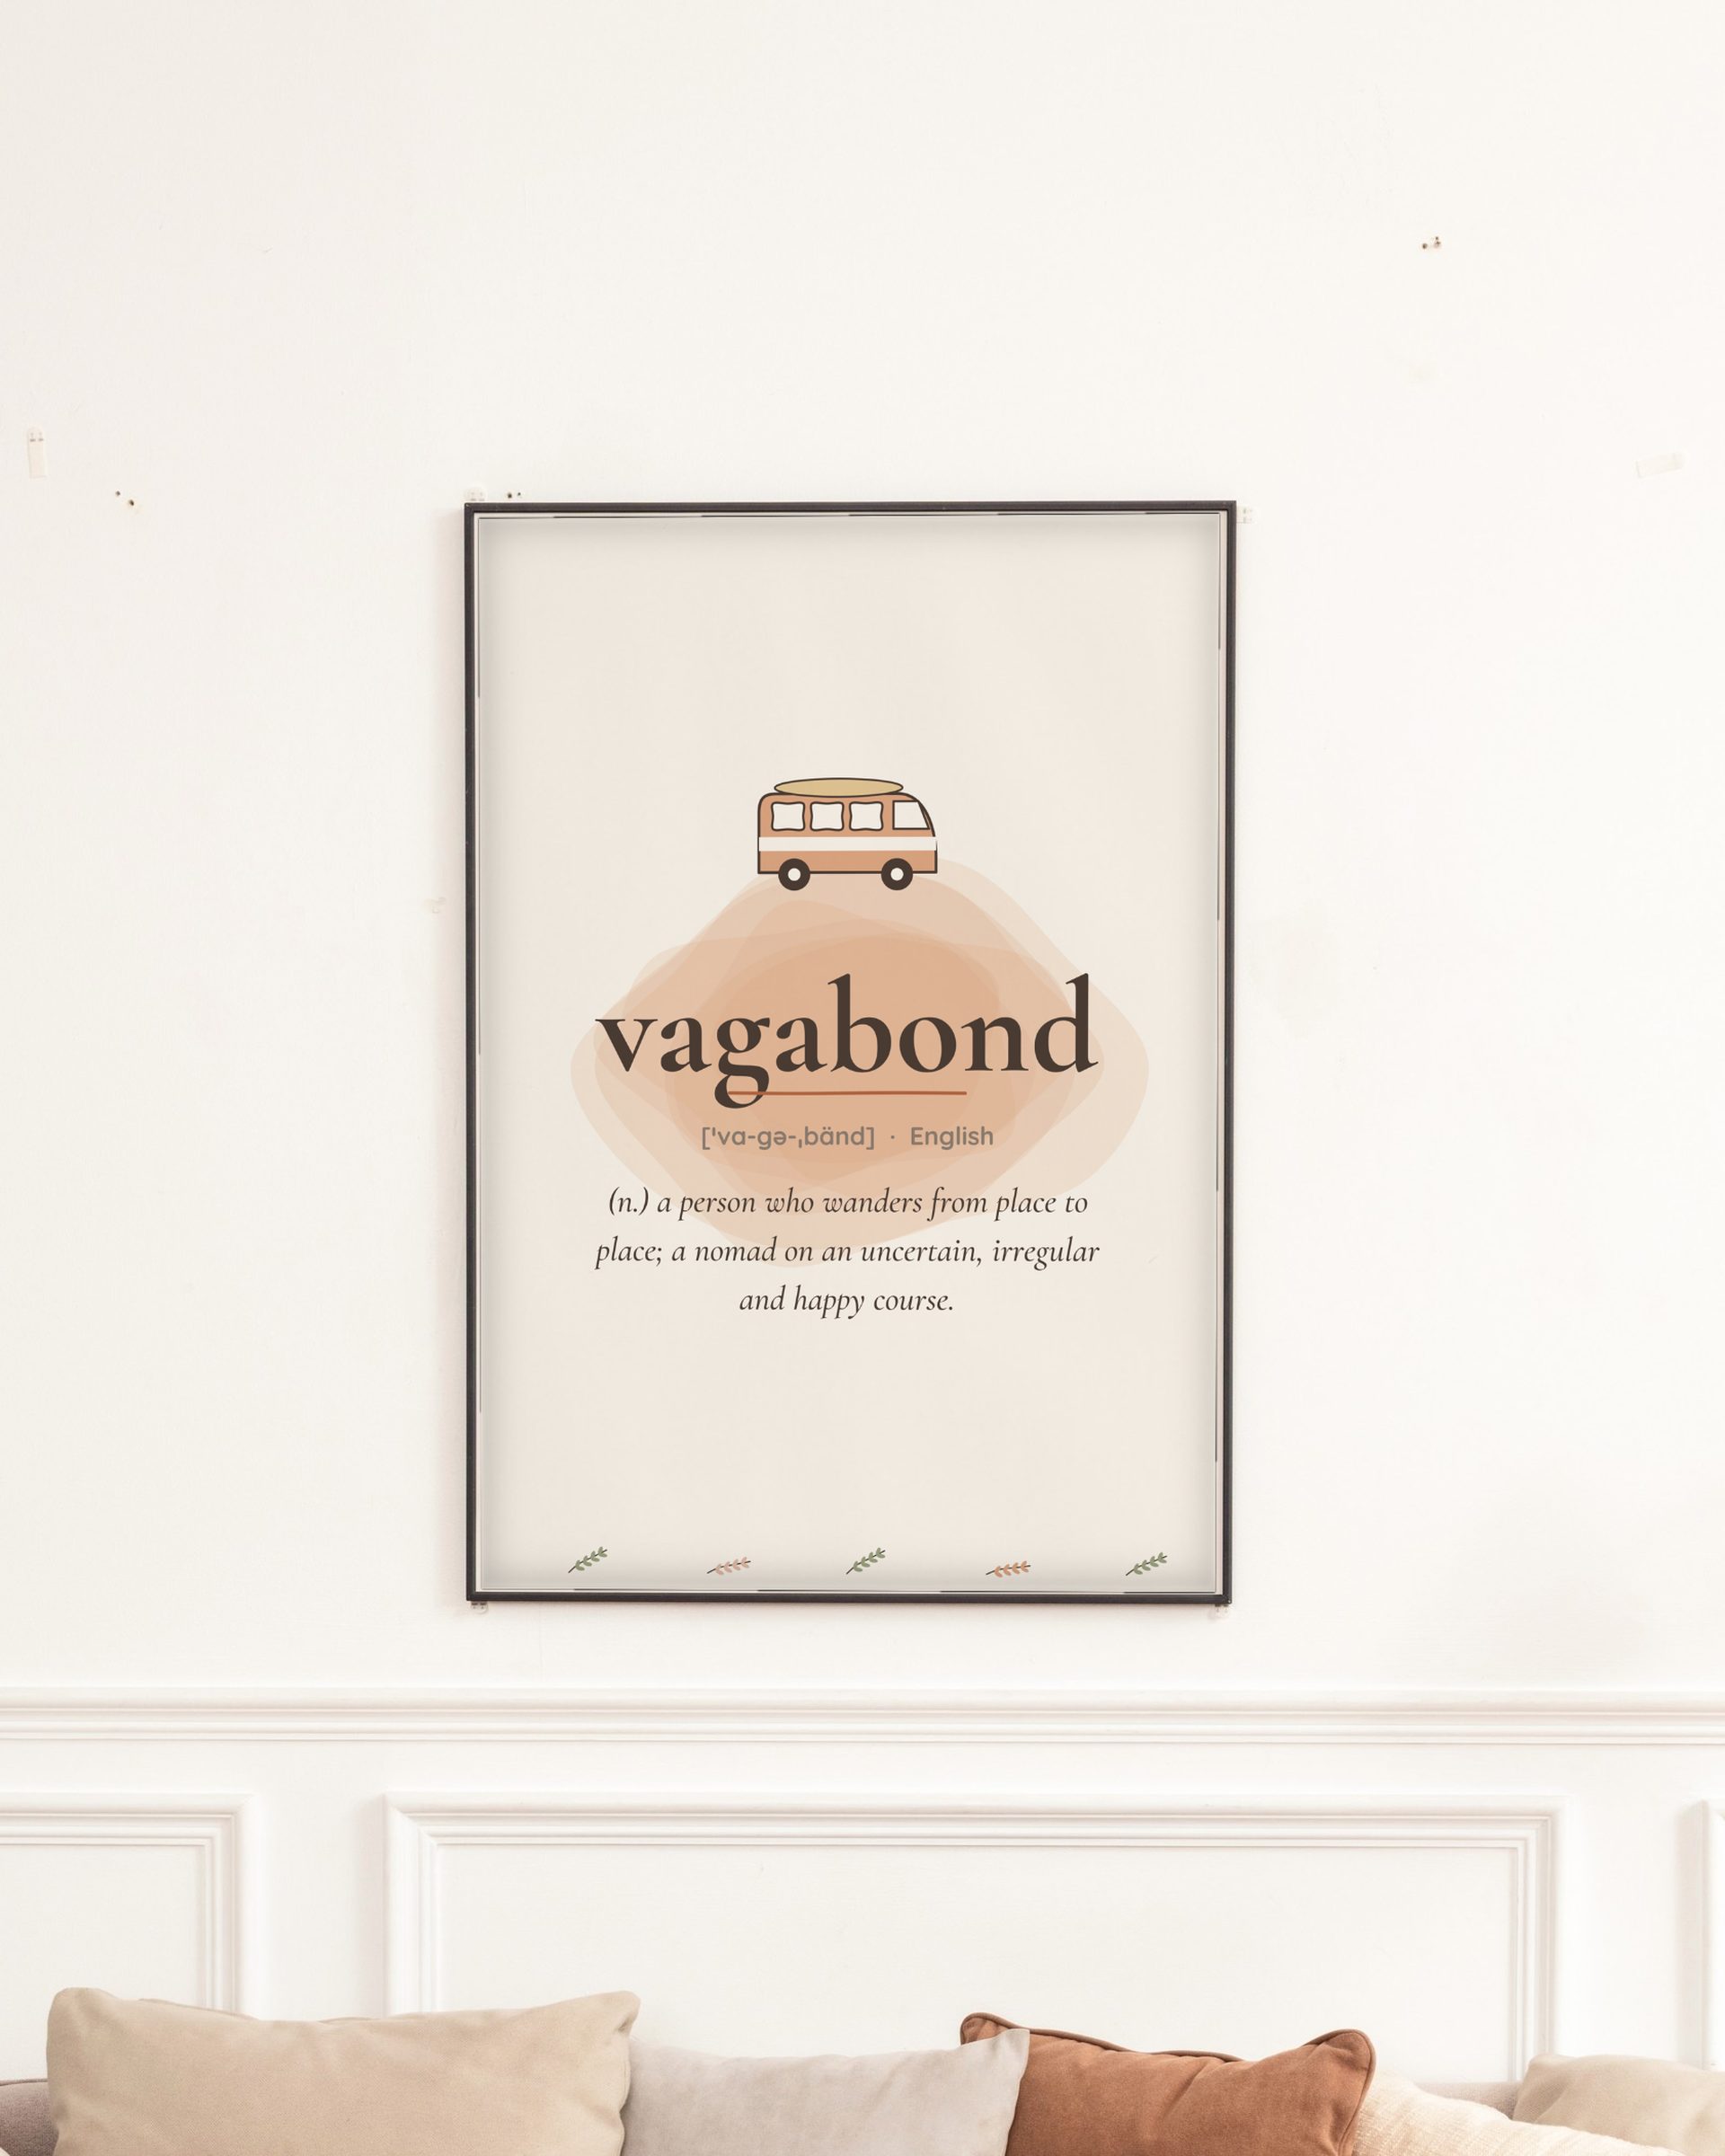 vagabond
[ˈva-gə-ˌbänd] · English
(n.) a person who wanders from place to
place; a nomad on an uncertain, irregular
and happy course.